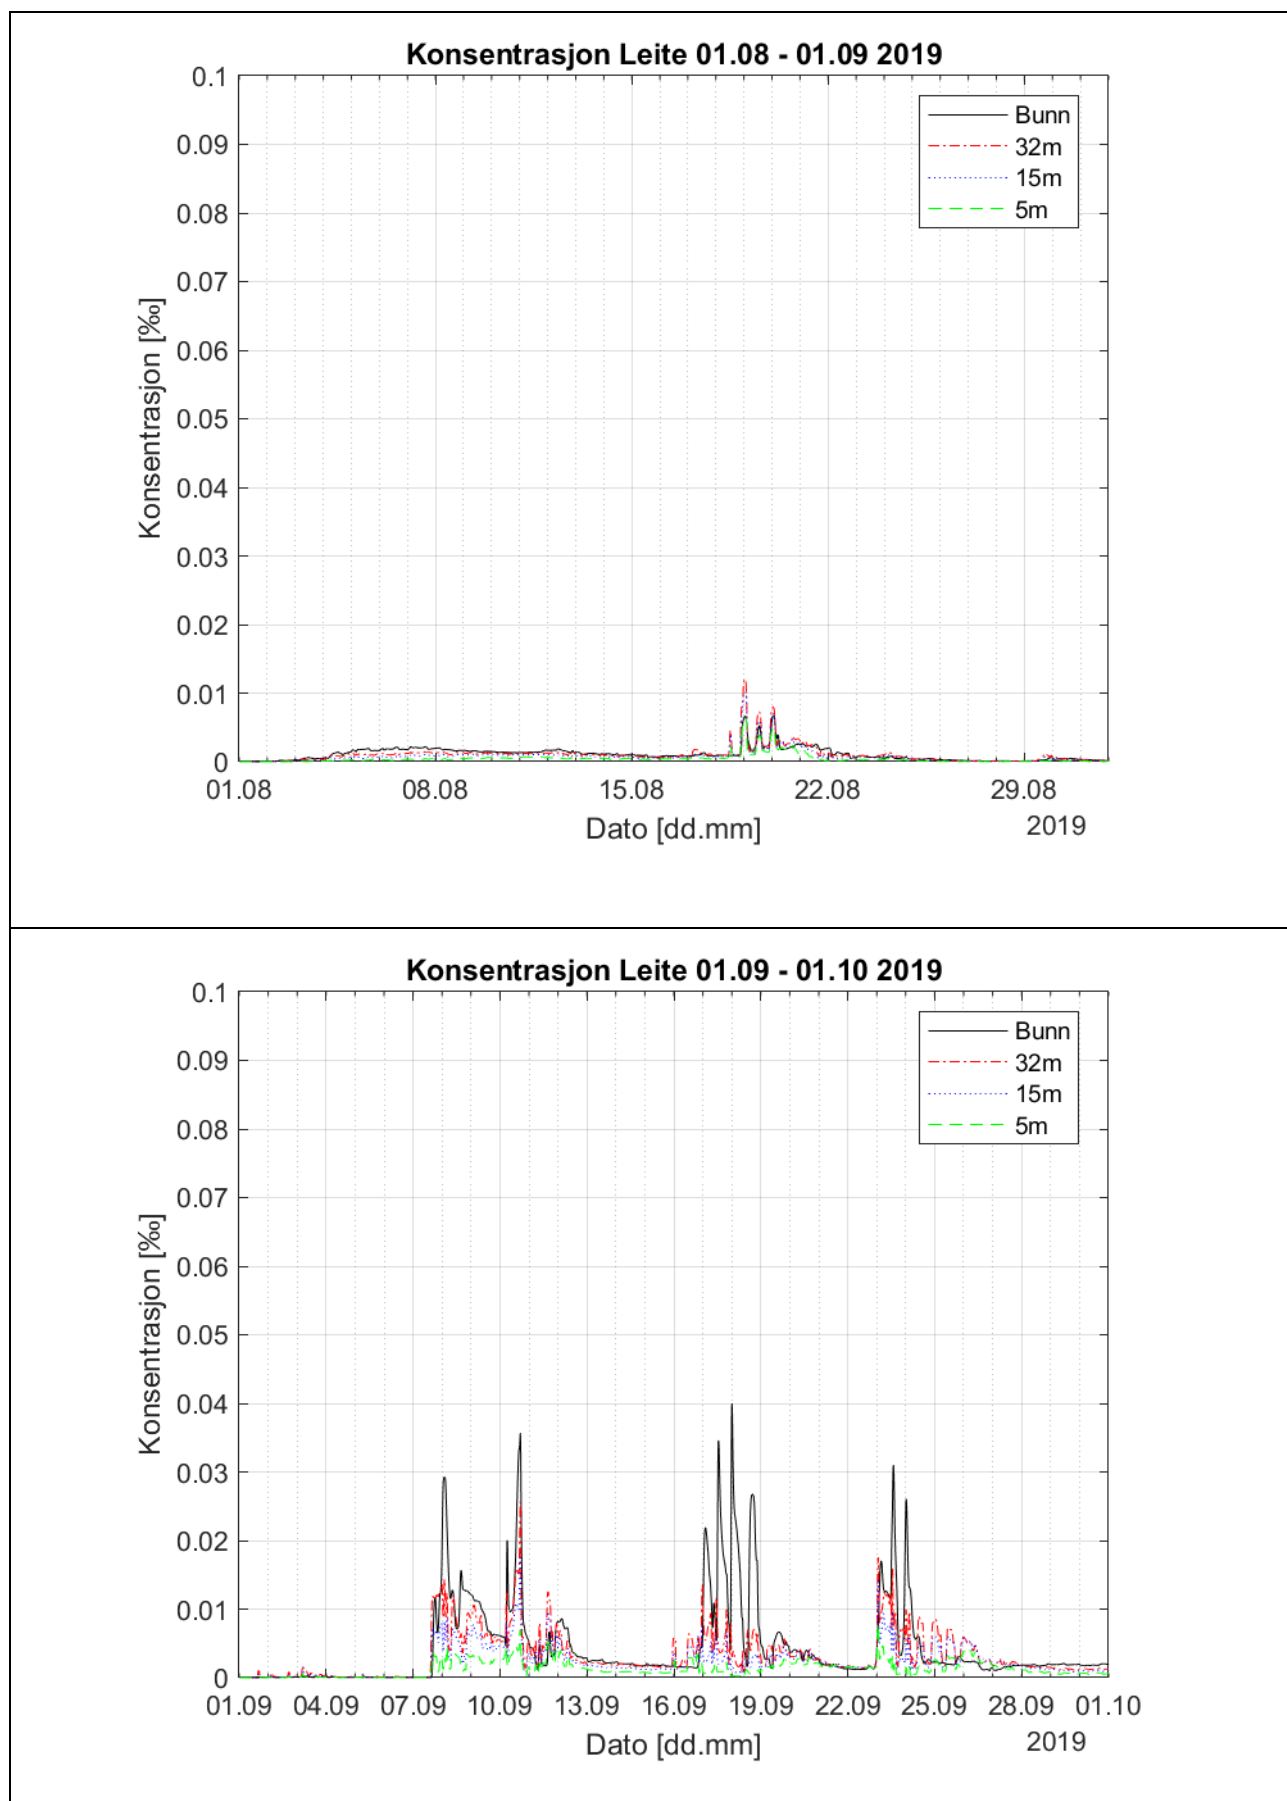 Konsentrasjon Leite 01.08 - 01.09 2019
0.1
0.09
0.08
0.07
0.06
0.05
0.04
0.03
0.02
0.01
0
Konsentrasjon [‰]
Bunn
32m
15m
5m
01.08 08.08 15.08 22.08 29.08
Dato [dd.mm]
2019
Konsentrasjon Leite 01.09 - 01.10 2019
0.1
0.09
0.08
0.07
0.06
0.05
0.04
0.03
0.02
0.01
0
Konsentrasjon [‰]
Bunn
32m
15m
5m
01.09 04.09 07.09 10.09 13.09 16.09 19.09 22.09 25.09 28.09 01.10
Dato [dd.mm]
2019